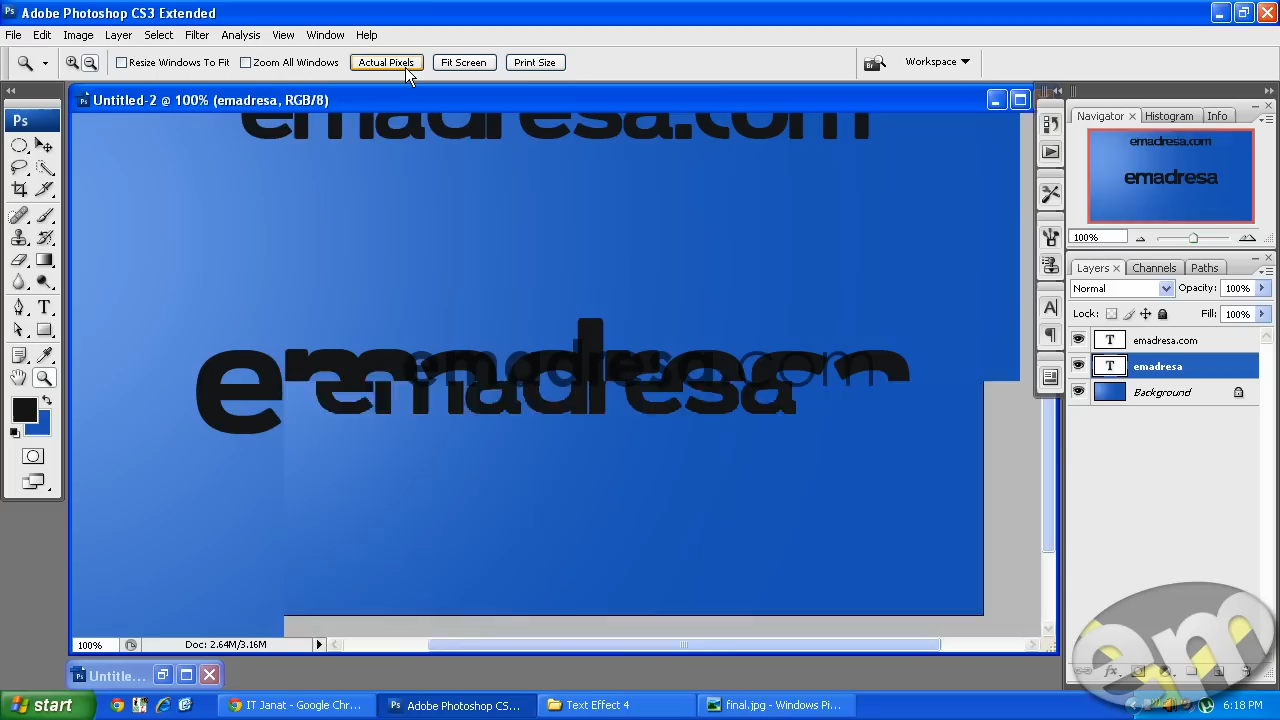 Adobe Photoshop CS3 Extended
File Edit Image Layer Select Filter Analysis View Window Help
Resize Windows To Fit Zoom All Windows Actual Pixels Fit Screen Print Size Workspace
Untitled-2 @ 100% (emadresa, RGB/8)
Ps
Navigator Histogram Info
emadresa.com
emadresa.com
emadresa
100%
Layers Channels Paths
Normal Opacity: 100%
Lock: Fill: 100%
T emadresa.com
T emadresa
Background
emadresa.com
emadresa
100% Doc: 2.64M/3.16M
Untitle...
em
start IT Janat - Google Chr... Adobe Photoshop CS... Text Effect 4 final.jpg - Windows Pi... 6:18 PM